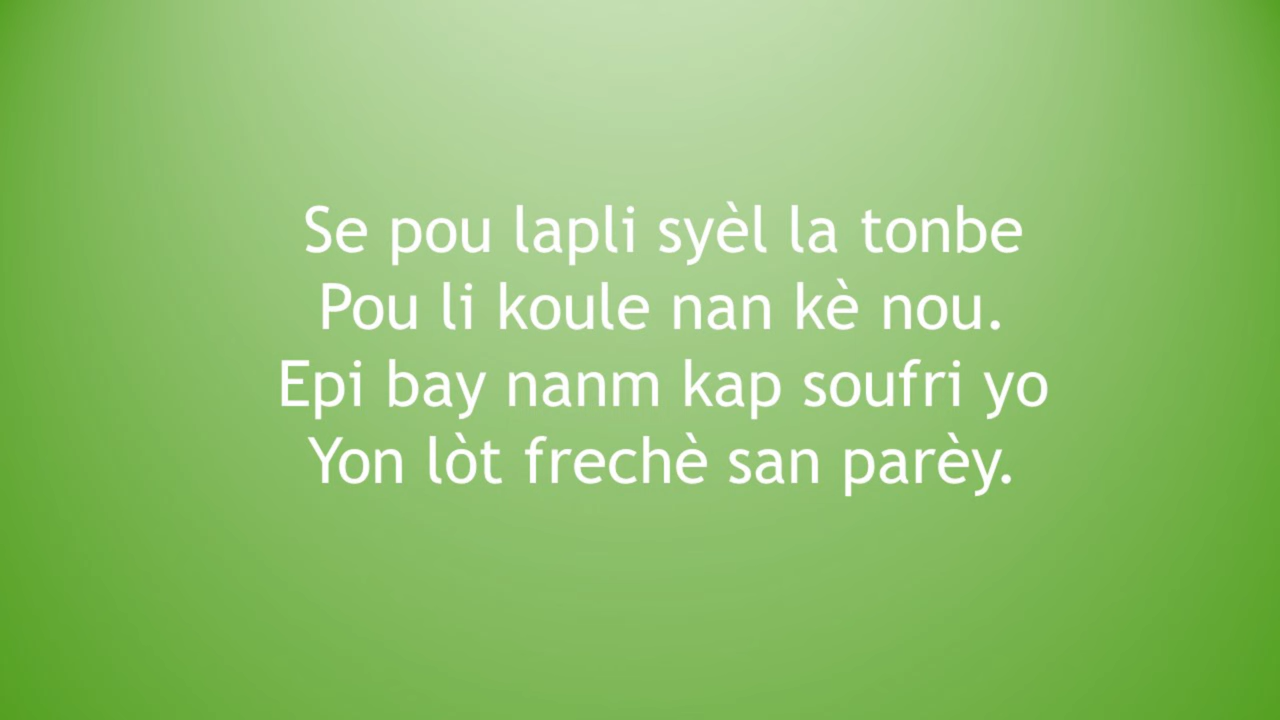 Se pou lapli syèl la tonbe
Pou li koule nan kè nou.
Epi bay nanm kap soufri yo
Yon lòt frechè san parèy.